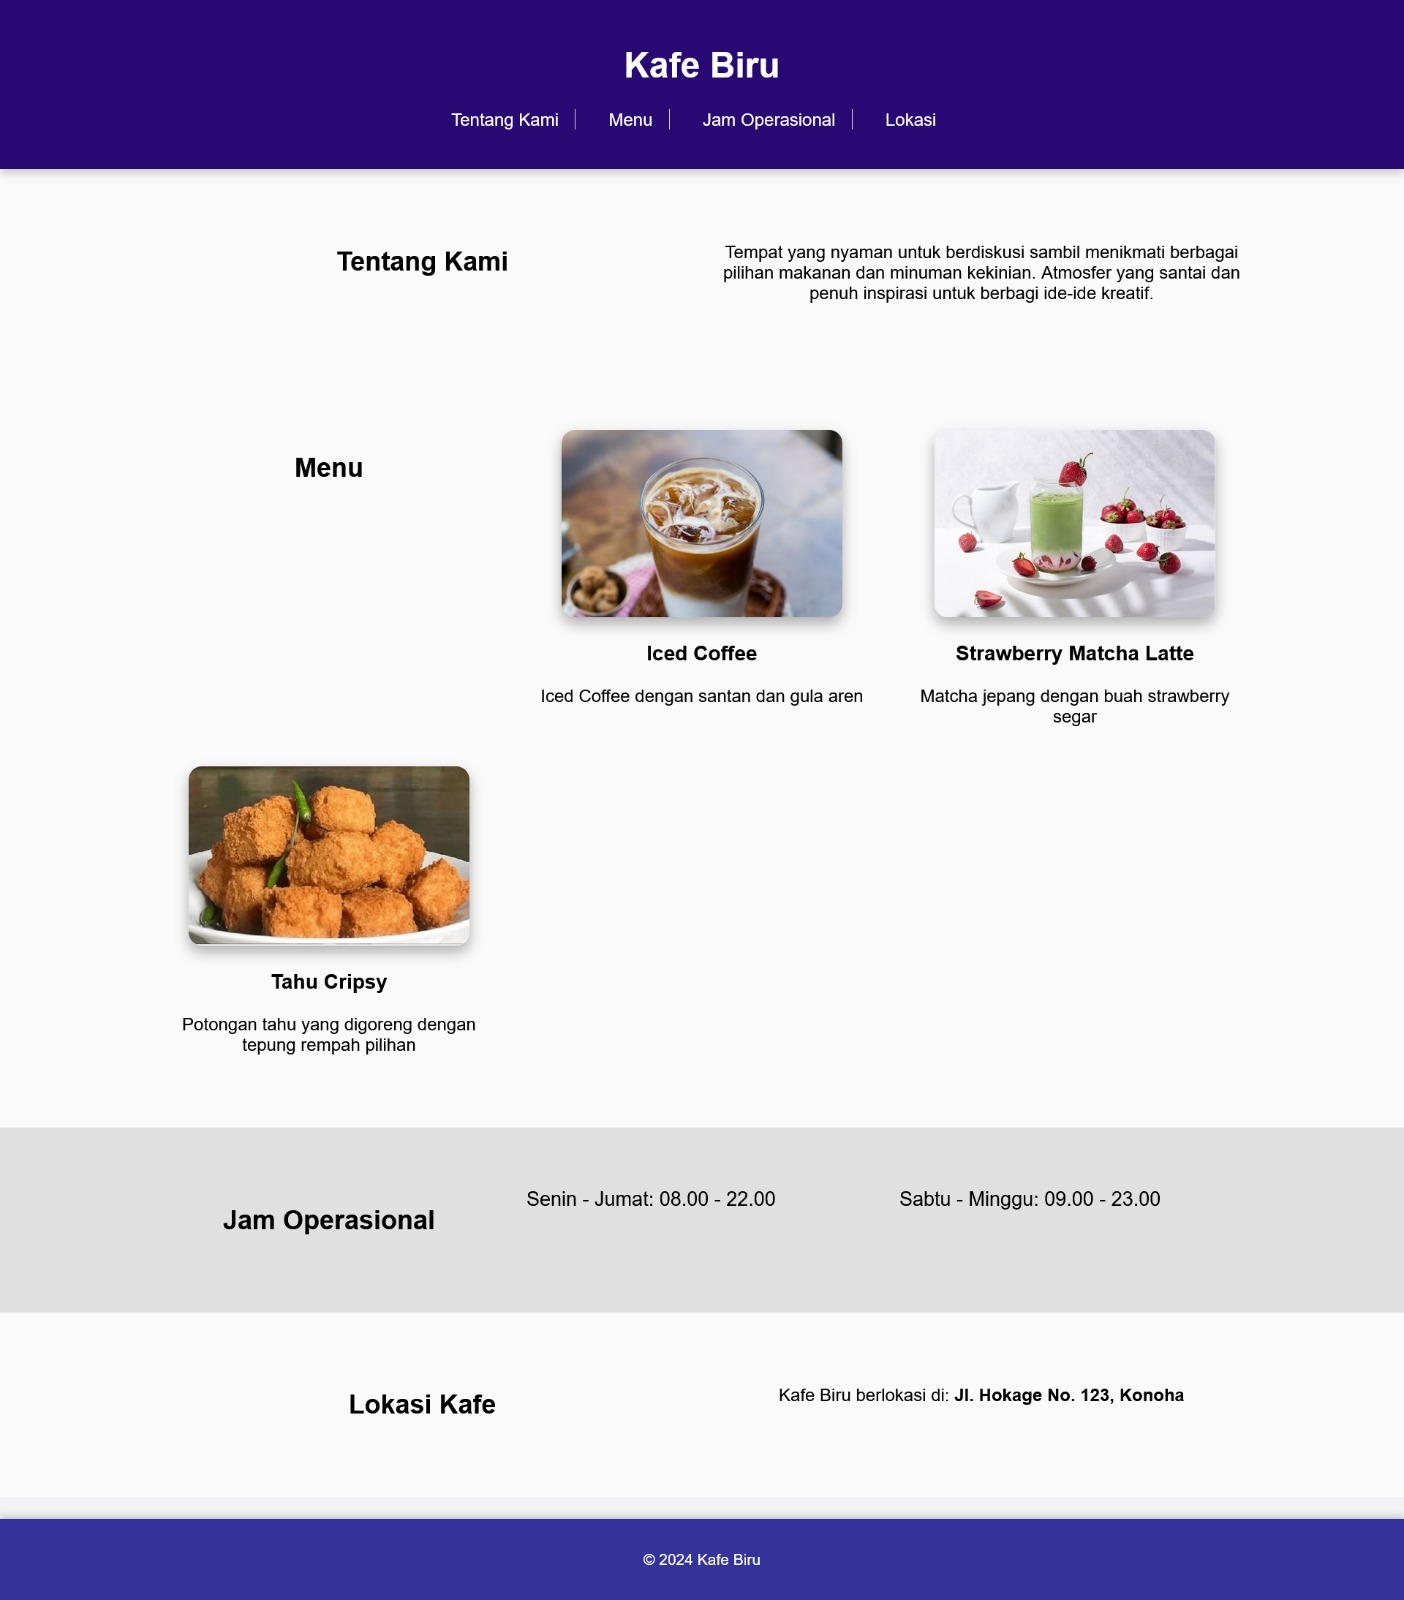 Kafe Biru
Tentang Kami
Menu
Jam Operasional
Lokasi
Tentang Kami
Tempat yang nyaman untuk berdiskusi sambil menikmati berbagai
pilihan makanan dan minuman kekinian. Atmosfer yang santai dan
penuh inspirasi untuk berbagi ide-ide kreatif.
Menu
Iced Coffee
Iced Coffee dengan santan dan gula aren
Strawberry Matcha Latte
Matcha jepang dengan buah strawberry
segar
Tahu Cripsy
Potongan tahu yang digoreng dengan
tepung rempah pilihan
Jam Operasional
Senin - Jumat: 08.00 - 22.00
Sabtu - Minggu: 09.00 - 23.00
Lokasi Kafe
Kafe Biru berlokasi di: Jl. Hokage No. 123, Konoha
© 2024 Kafe Biru